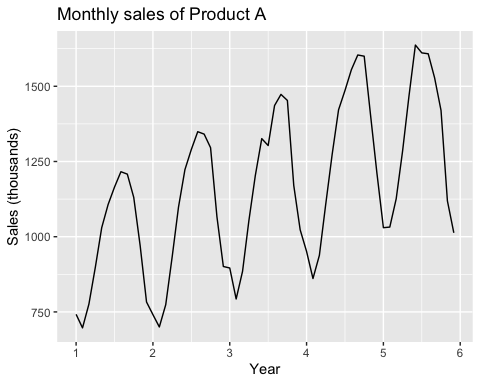 Monthly sales of Product A
1500
1250
1000
750
Sales (thousands)
1 2 3 4 5 6
Year